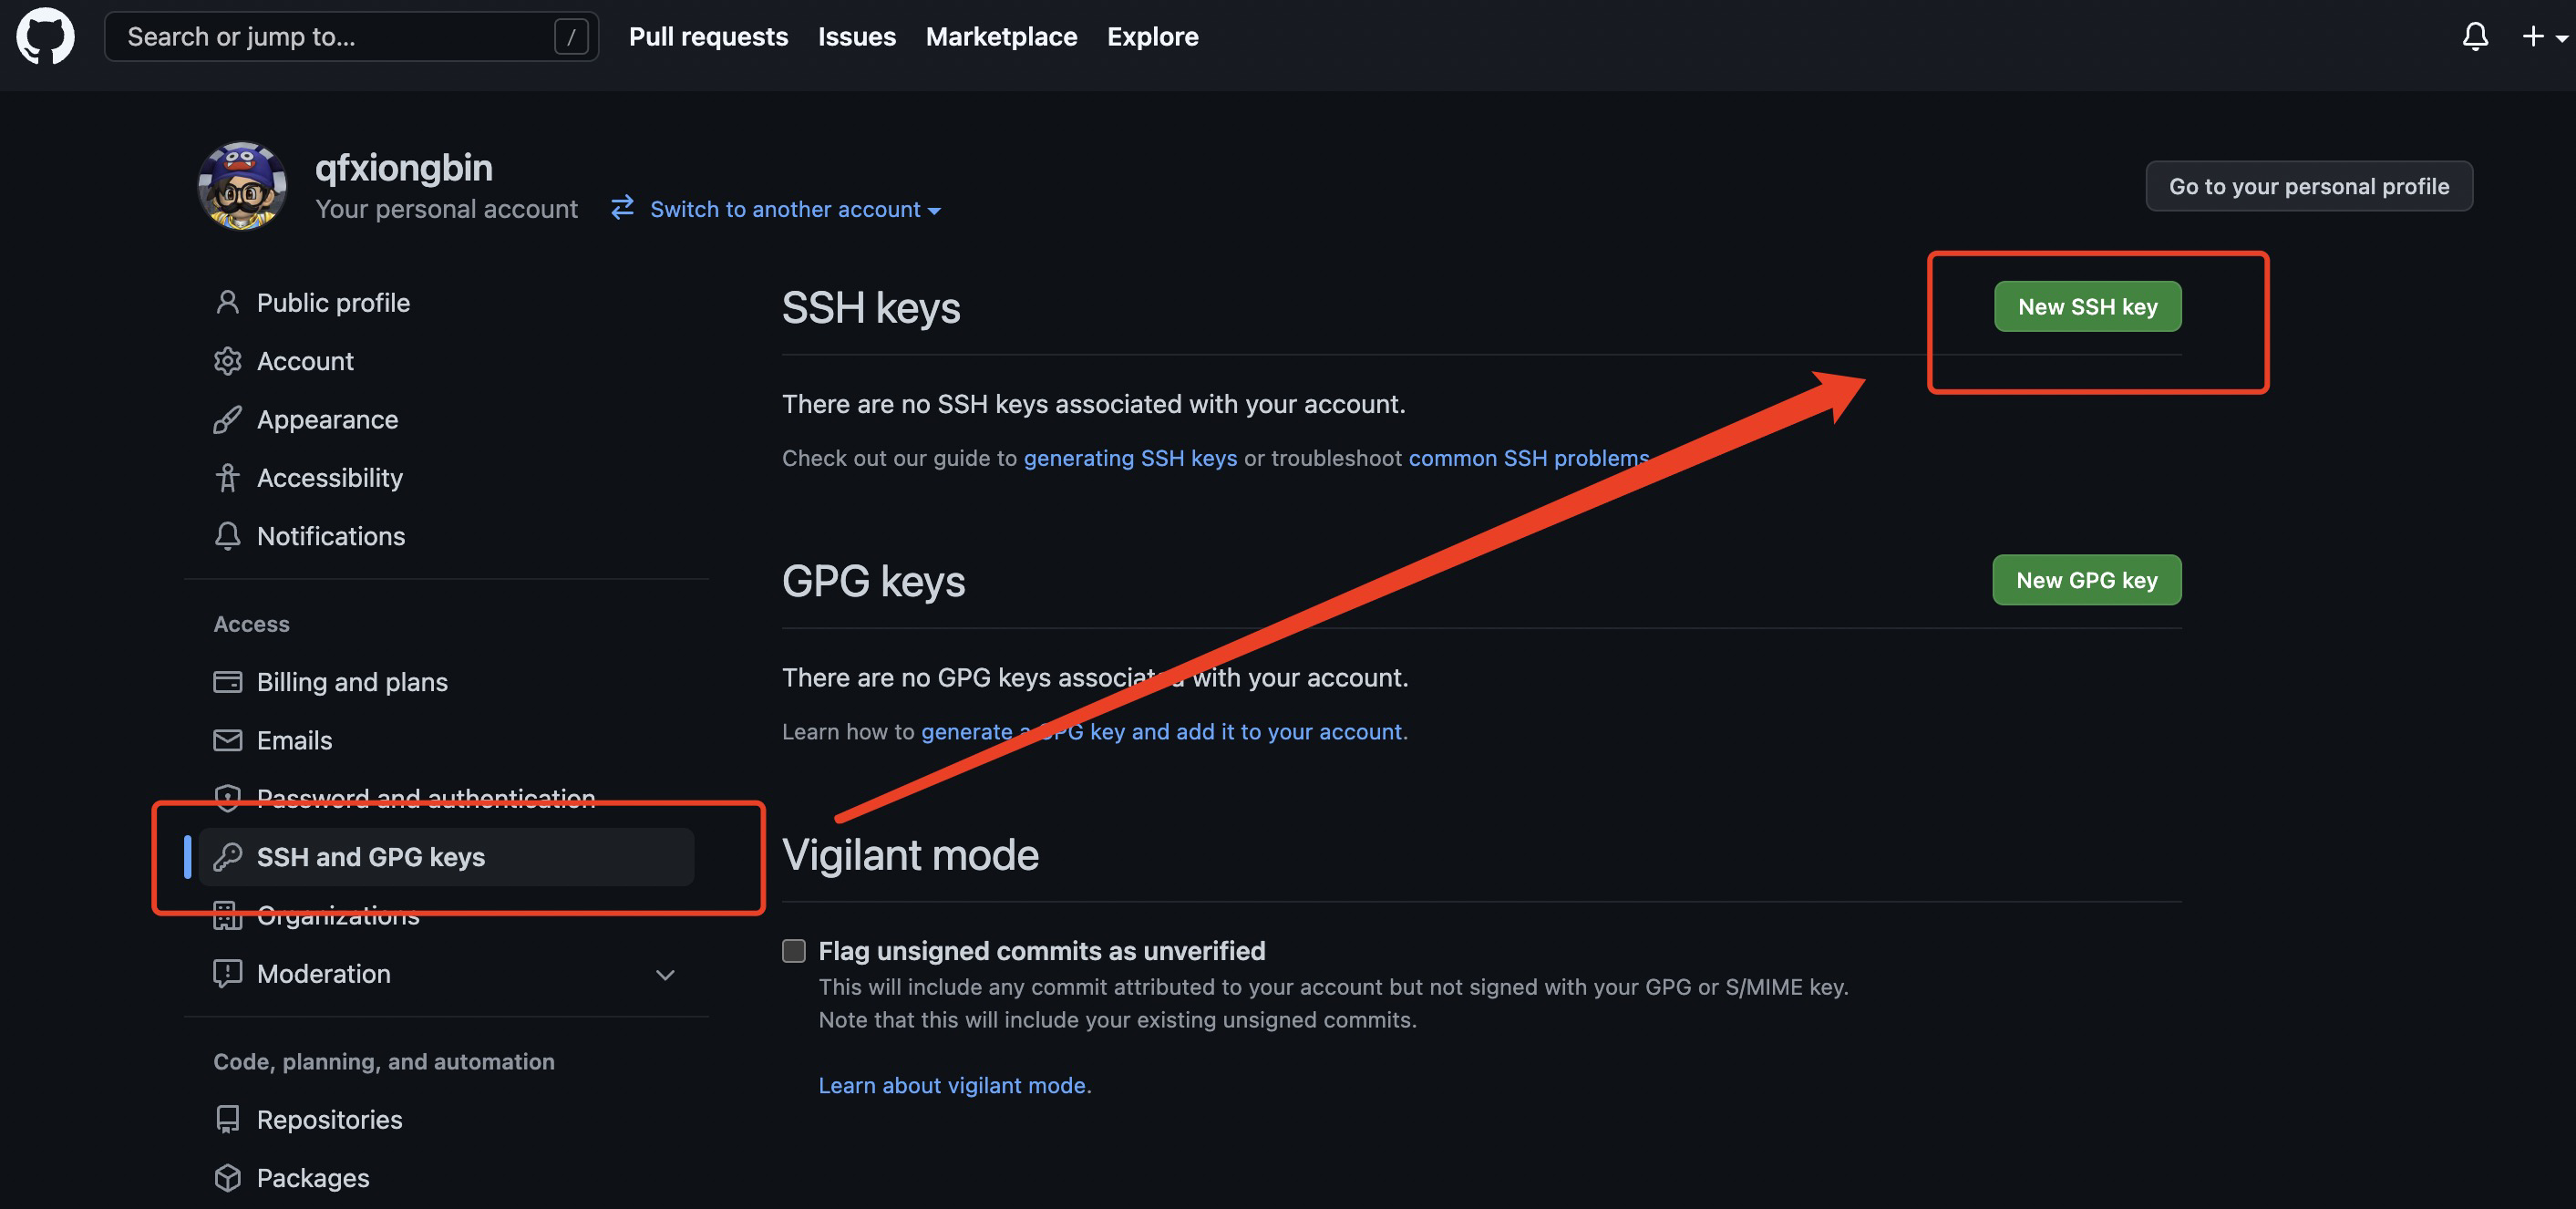 Search or jump to...
/
Pull requests
Issues
Marketplace
Explore
qfxiongbin
Your personal account
Switch to another account
Go to your personal profile
Public profile
Account
Appearance
Accessibility
Notifications
Access
Billing and plans
Emails
Password and authentication
SSH and GPG keys
Organizations
Moderation
Code, planning, and automation
Repositories
Packages
SSH keys
New SSH key
There are no SSH keys associated with your account.
Check out our guide to generating SSH keys or troubleshoot common SSH problems
GPG keys
New GPG key
There are no GPG keys associated with your account.
Learn how to generate a GPG key and add it to your account.
Vigilant mode
Flag unsigned commits as unverified
This will include any commit attributed to your account but not signed with your GPG or S/MIME key.
Note that this will include your existing unsigned commits.
Learn about vigilant mode.